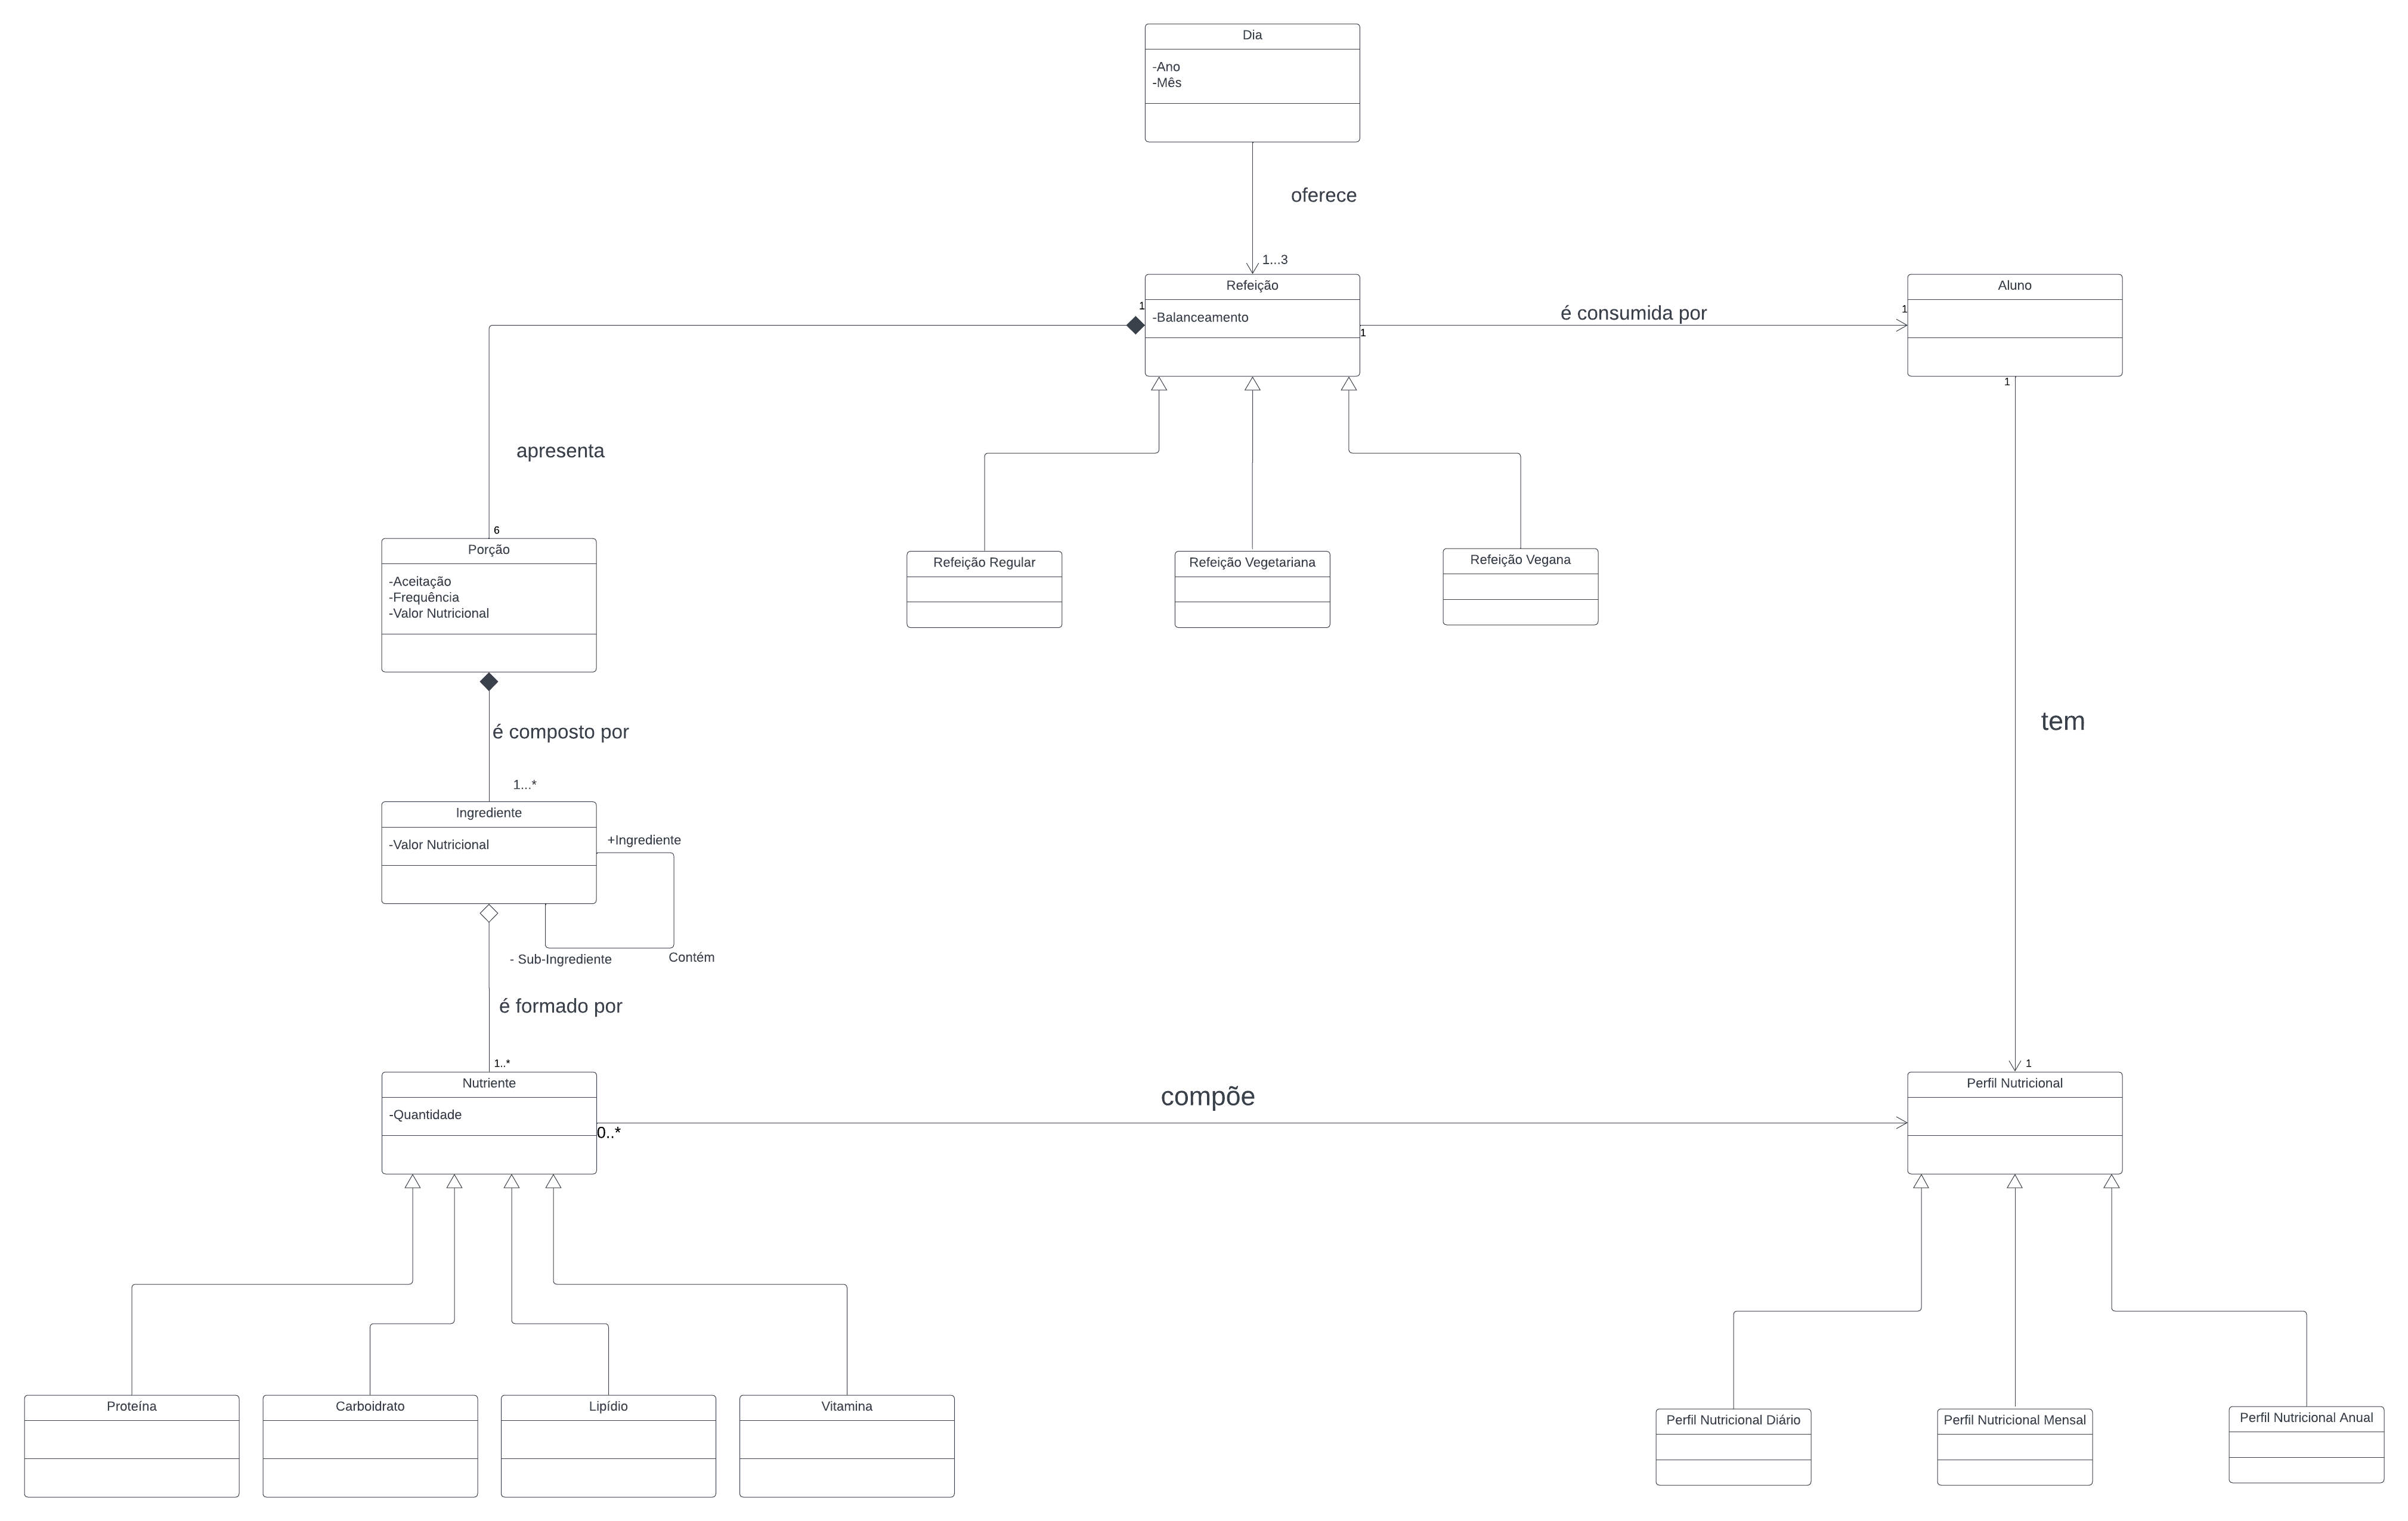 Dia
-Ano
-Mês
oferece
1...3
Refeição
-Balanceamento
1
1
é consumida por
1
Aluno
1
apresenta
6
Porção
-Aceitação
-Frequência
-Valor Nutricional
Refeição Regular
Refeição Vegetariana
Refeição Vegana
é composto por
1...*
tem
Ingrediente
-Valor Nutricional
+Ingrediente
- Sub-Ingrediente
Contém
é formado por
1..*
Nutriente
-Quantidade
0..*
compõe
1
Perfil Nutricional
Proteína
Carboidrato
Lipídio
Vitamina
Perfil Nutricional Diário
Perfil Nutricional Mensal
Perfil Nutricional Anual